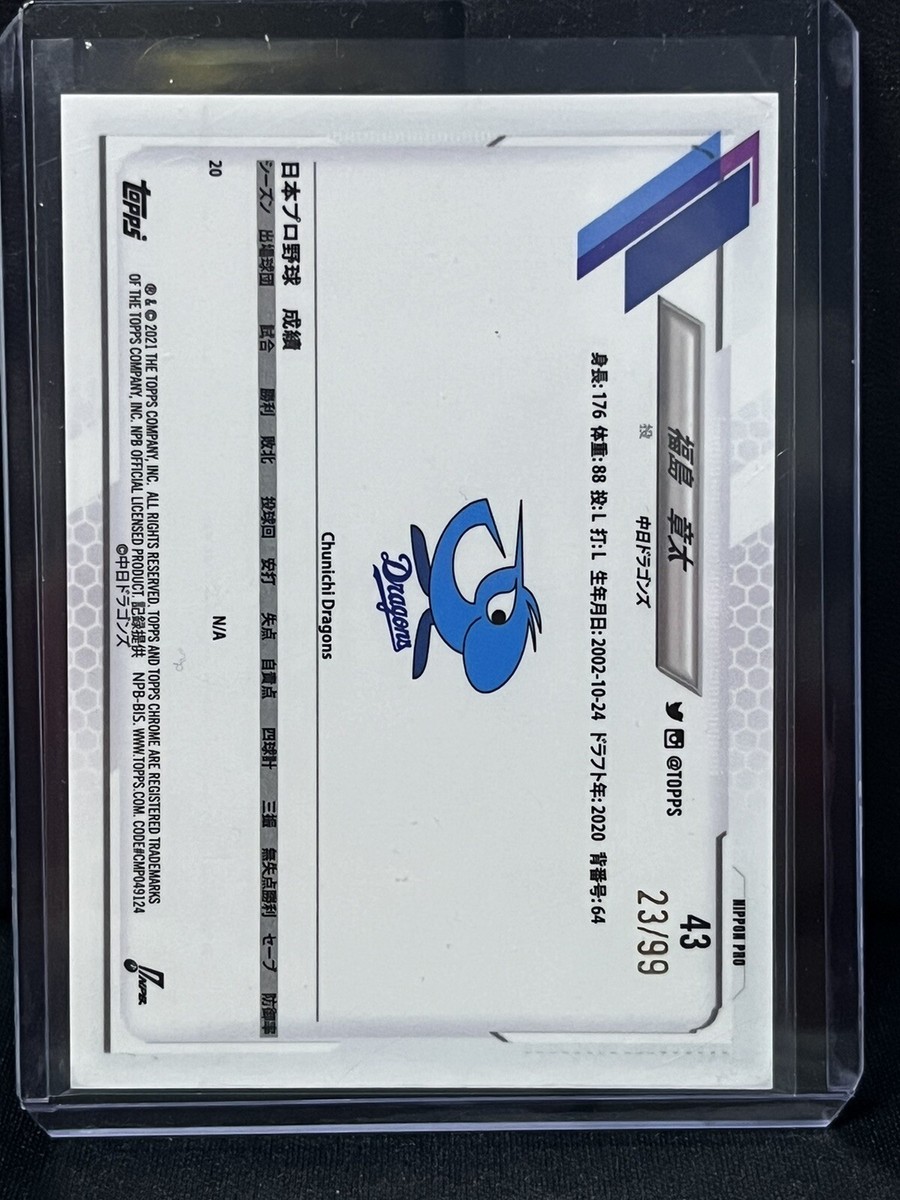 NIPPON PRO
43
23/99
福島 章太
@TOPPS
投 中日ドラゴンズ
身長: 176 体重: 88 投: L 打: L 生年月日: 2002-10-24 ドラフト年: 2020 背番号: 64
Dragons
Chunichi Dragons
日本プロ野球 成績
シーズン 出場球団 試合 勝利 敗北 投球回 安打 失点 自責点 四球計 三振 無失点勝利 セーブ 防御率
20 N/A
topps
® & © 2021 THE TOPPS COMPANY, INC. ALL RIGHTS RESERVED. TOPPS AND TOPPS CHROME ARE REGISTERED TRADEMARKS
OF THE TOPPS COMPANY, INC. NPB OFFICIAL LICENSED PRODUCT. 記録提供 NPB-BIS. WWW.TOPPS.COM. CODE#CMP049124
©中日ドラゴンズ
NPB